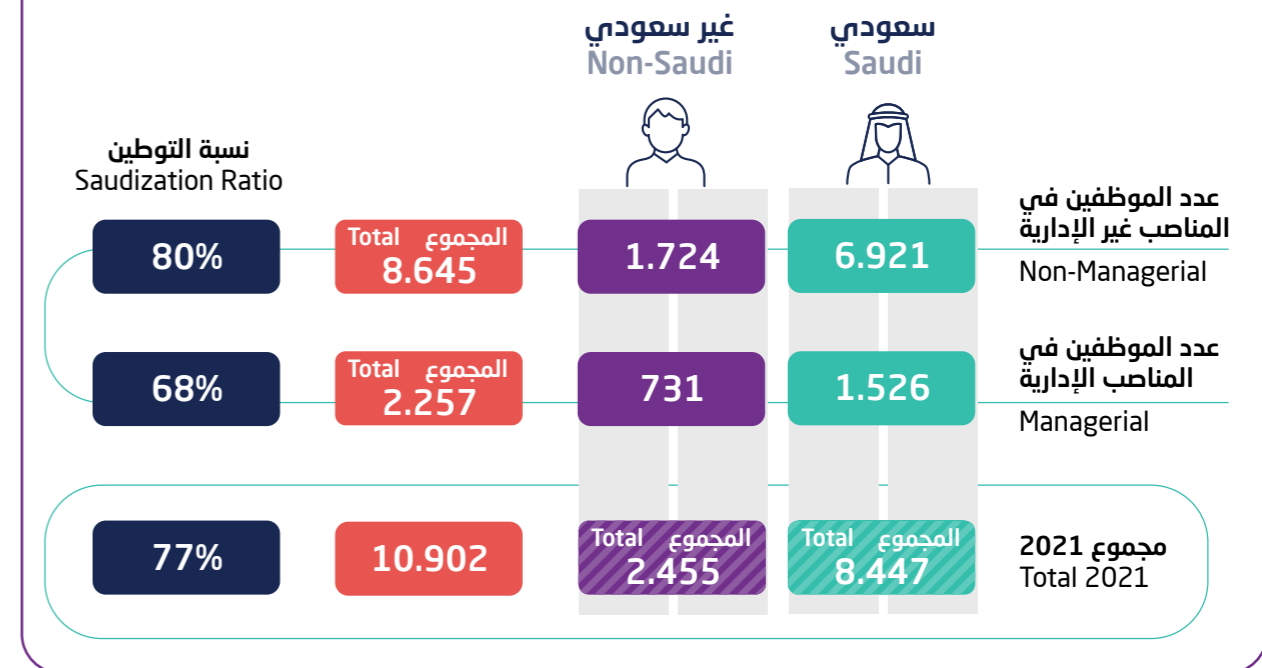 سعودي
Saudi
غير سعودي
Non-Saudi
نسبة التوطين
Saudization Ratio
عدد الموظفين في
المناصب غير الإدارية
Non-Managerial
6.921
1.724
المجموع Total
8.645
80%
عدد الموظفين في
المناصب الإدارية
Managerial
1.526
731
المجموع Total
2.257
68%
مجموع 2021
Total 2021
المجموع Total
8.447
المجموع Total
2.455
10.902
77%